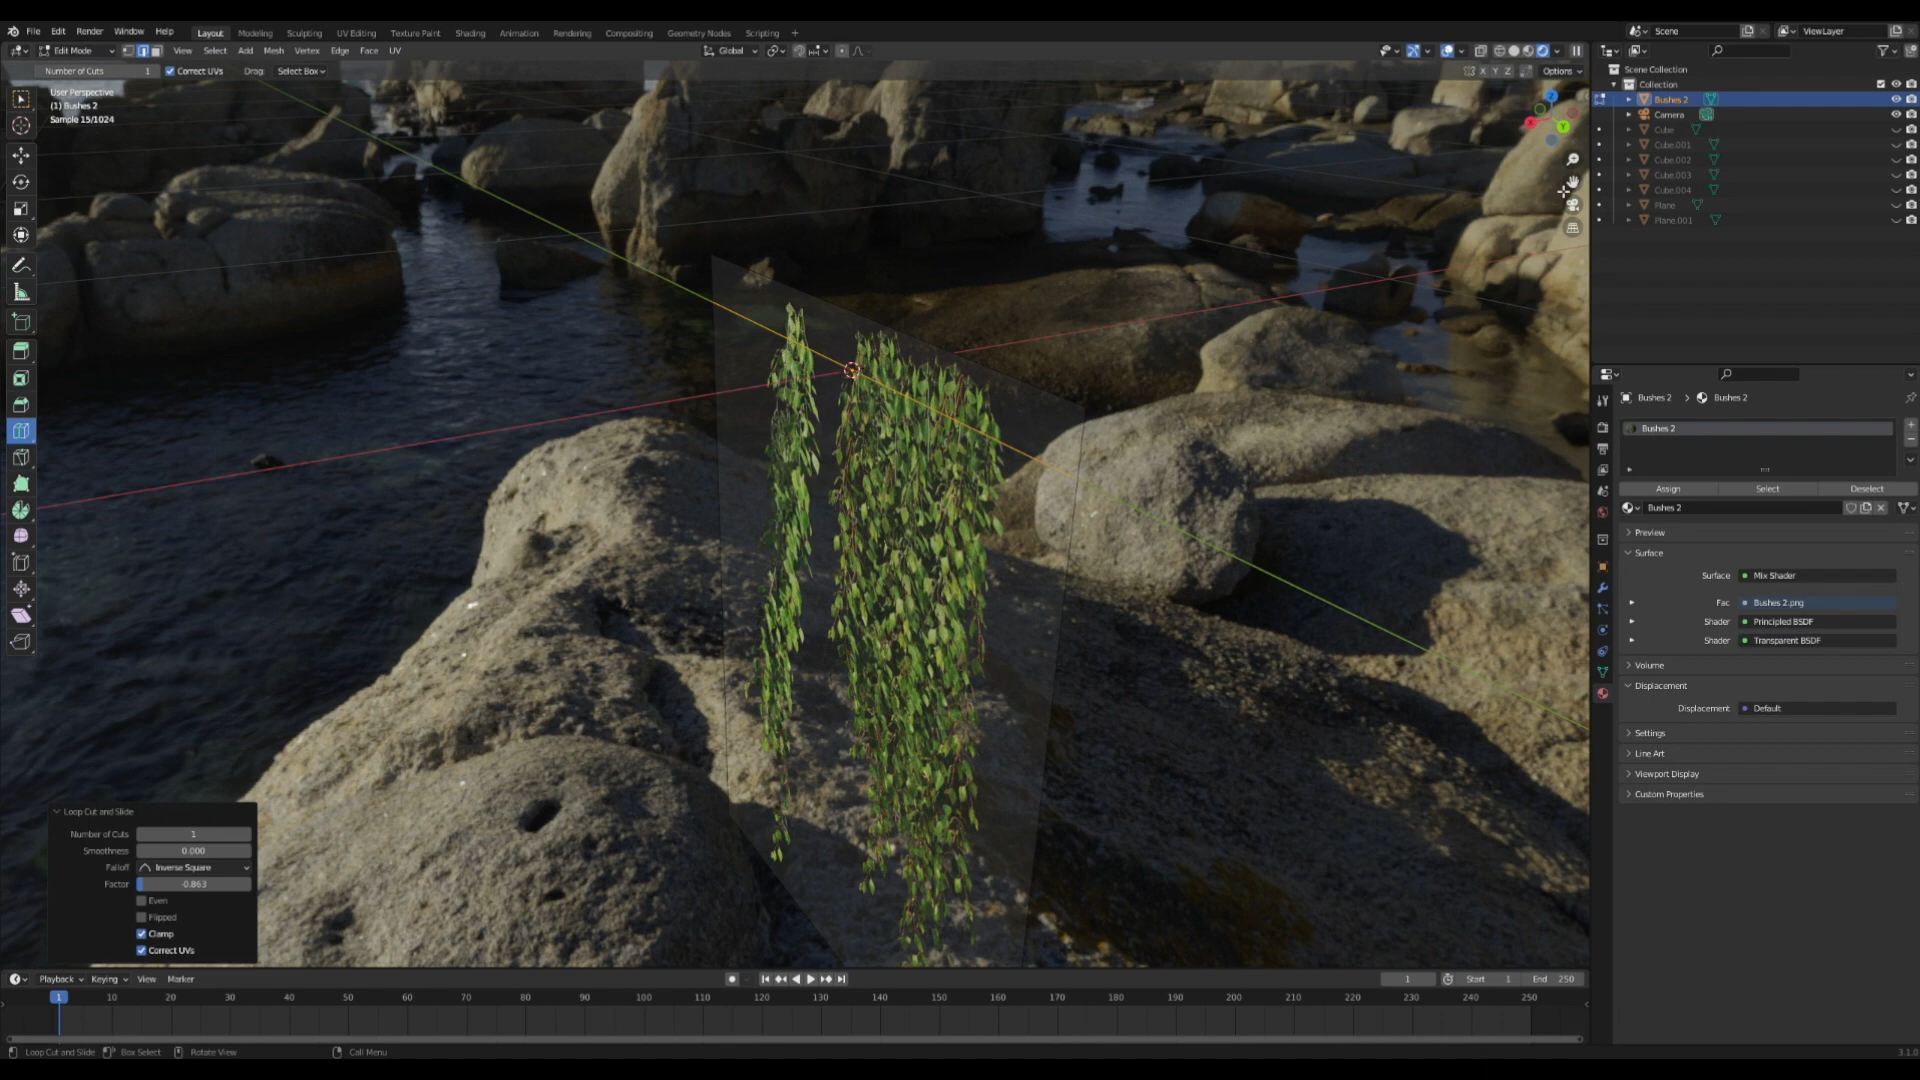 File Edit Render Window Help Layout Modeling Sculpting UV Editing Texture Paint Shading Animation Rendering Compositing Geometry Nodes Scripting + Scene ViewLayer
Edit Mode View Select Add Mesh Vertex Edge Face UV Global
Number of Cuts 1 Correct UVs Drag: Select Box X Y Z Options
User Perspective
(1) Bushes 2
Sample 15/1024
Z
X
Y
Scene Collection
Collection
Bushes 2
Camera
Cube
Cube.001
Cube.002
Cube.003
Cube.004
Plane
Plane.001
Bushes 2 > Bushes 2
Bushes 2
Assign Select Deselect
Bushes 2
Preview
Surface
Surface Mix Shader
Fac Bushes 2.png
Shader Principled BSDF
Shader Transparent BSDF
Volume
Displacement
Displacement Default
Settings
Line Art
Viewport Display
Custom Properties
Loop Cut and Slide
Number of Cuts 1
Smoothness 0.000
Falloff Inverse Square
Factor -0.863
Even
Flipped
Clamp
Correct UVs
Playback Keying View Marker 1 Start 1 End 250
1 10 20 30 40 50 60 70 80 90 100 110 120 130 140 150 160 170 180 190 200 210 220 230 240 250
Loop Cut and Slide Box Select Rotate View Call Menu 3.1.0